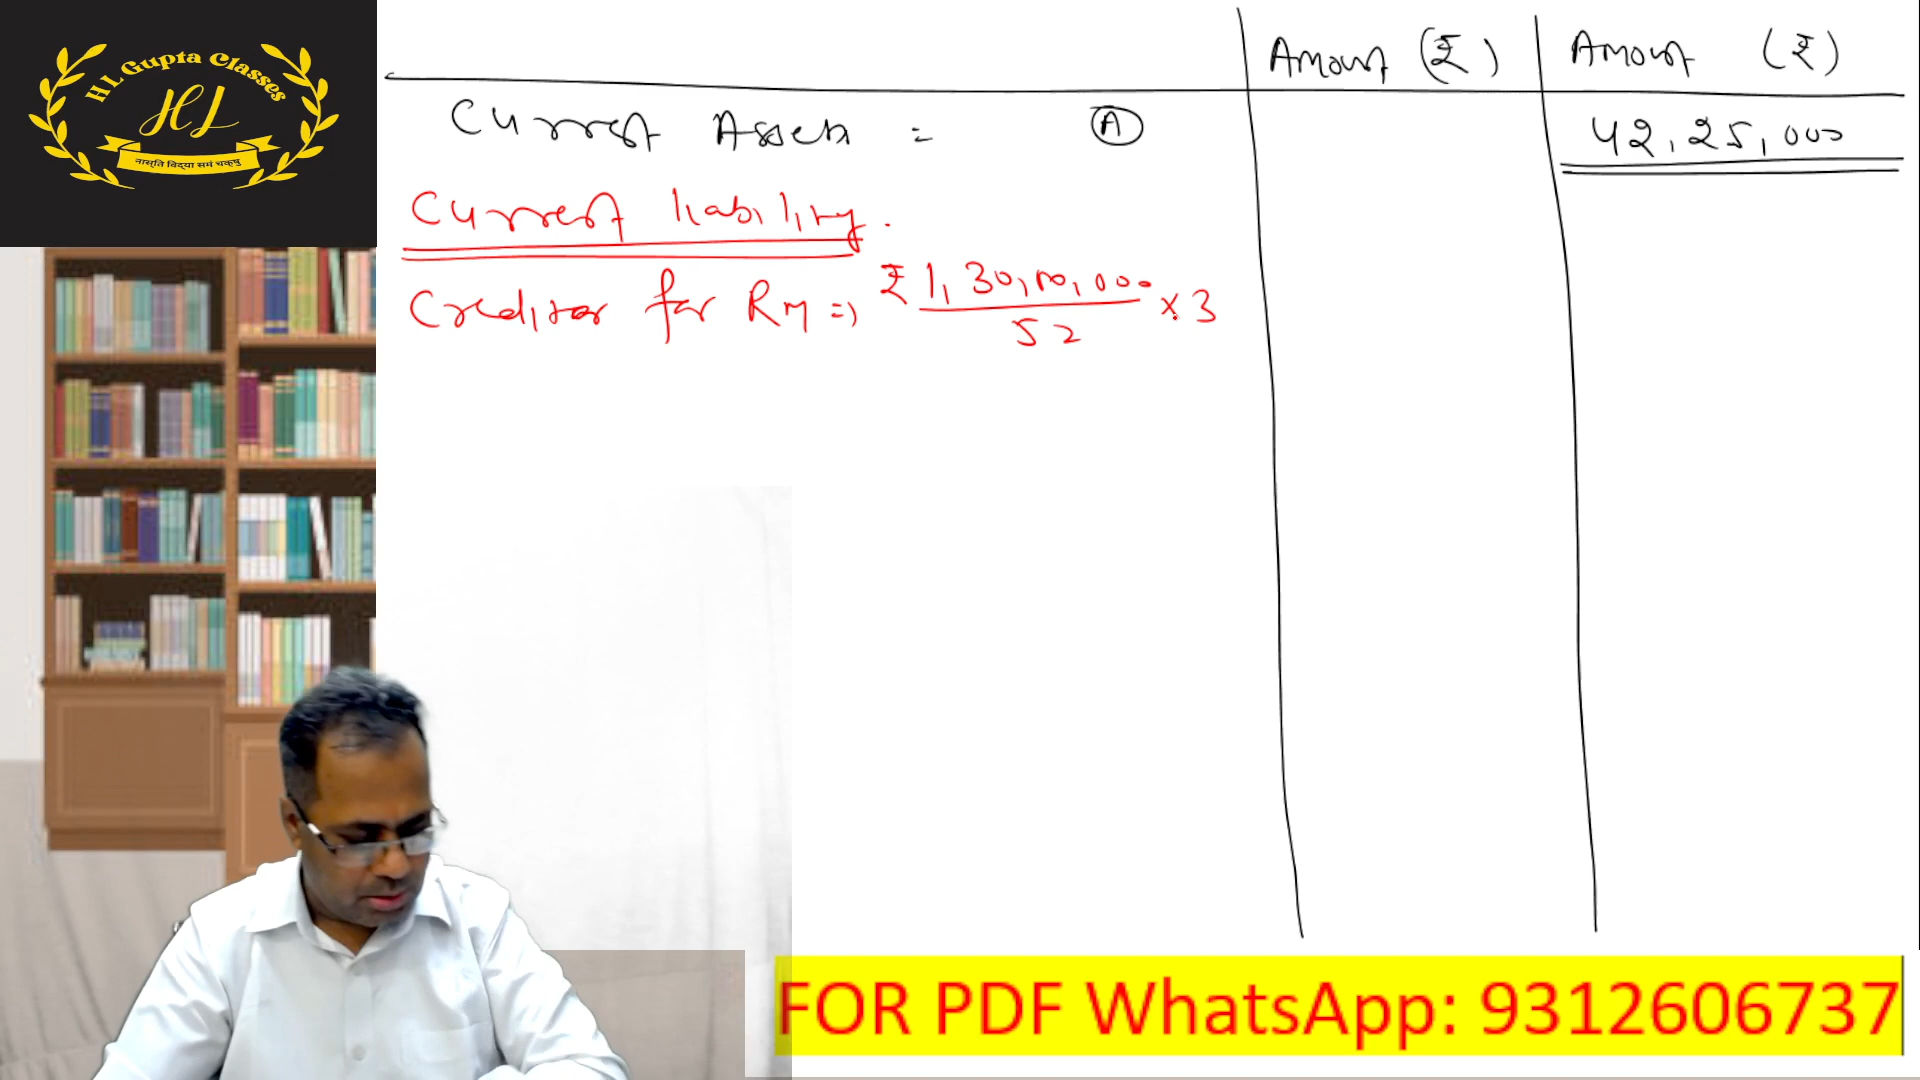 HL Gupta Classes
HL
नास्ति विद्या समं चक्षु
Amount (₹) Amount (₹)
Current Assets = A 42,25,000
Current liability.
Creditor for RM => ₹ 1,30,00,000 / 52 × 3
FOR PDF WhatsApp: 9312606737